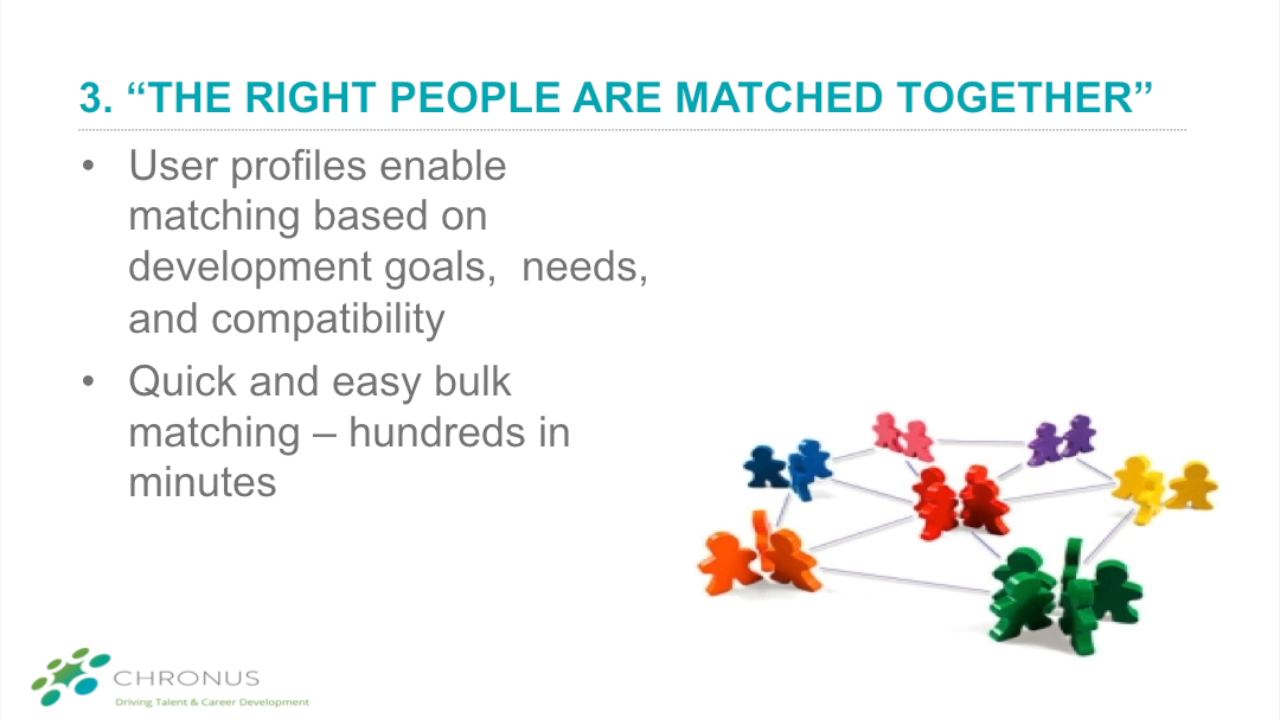 3. “THE RIGHT PEOPLE ARE MATCHED TOGETHER”
• User profiles enable
matching based on
development goals,  needs,
and compatibility
• Quick and easy bulk
matching – hundreds in
minutes
CHRONUS
Driving Talent & Career Development